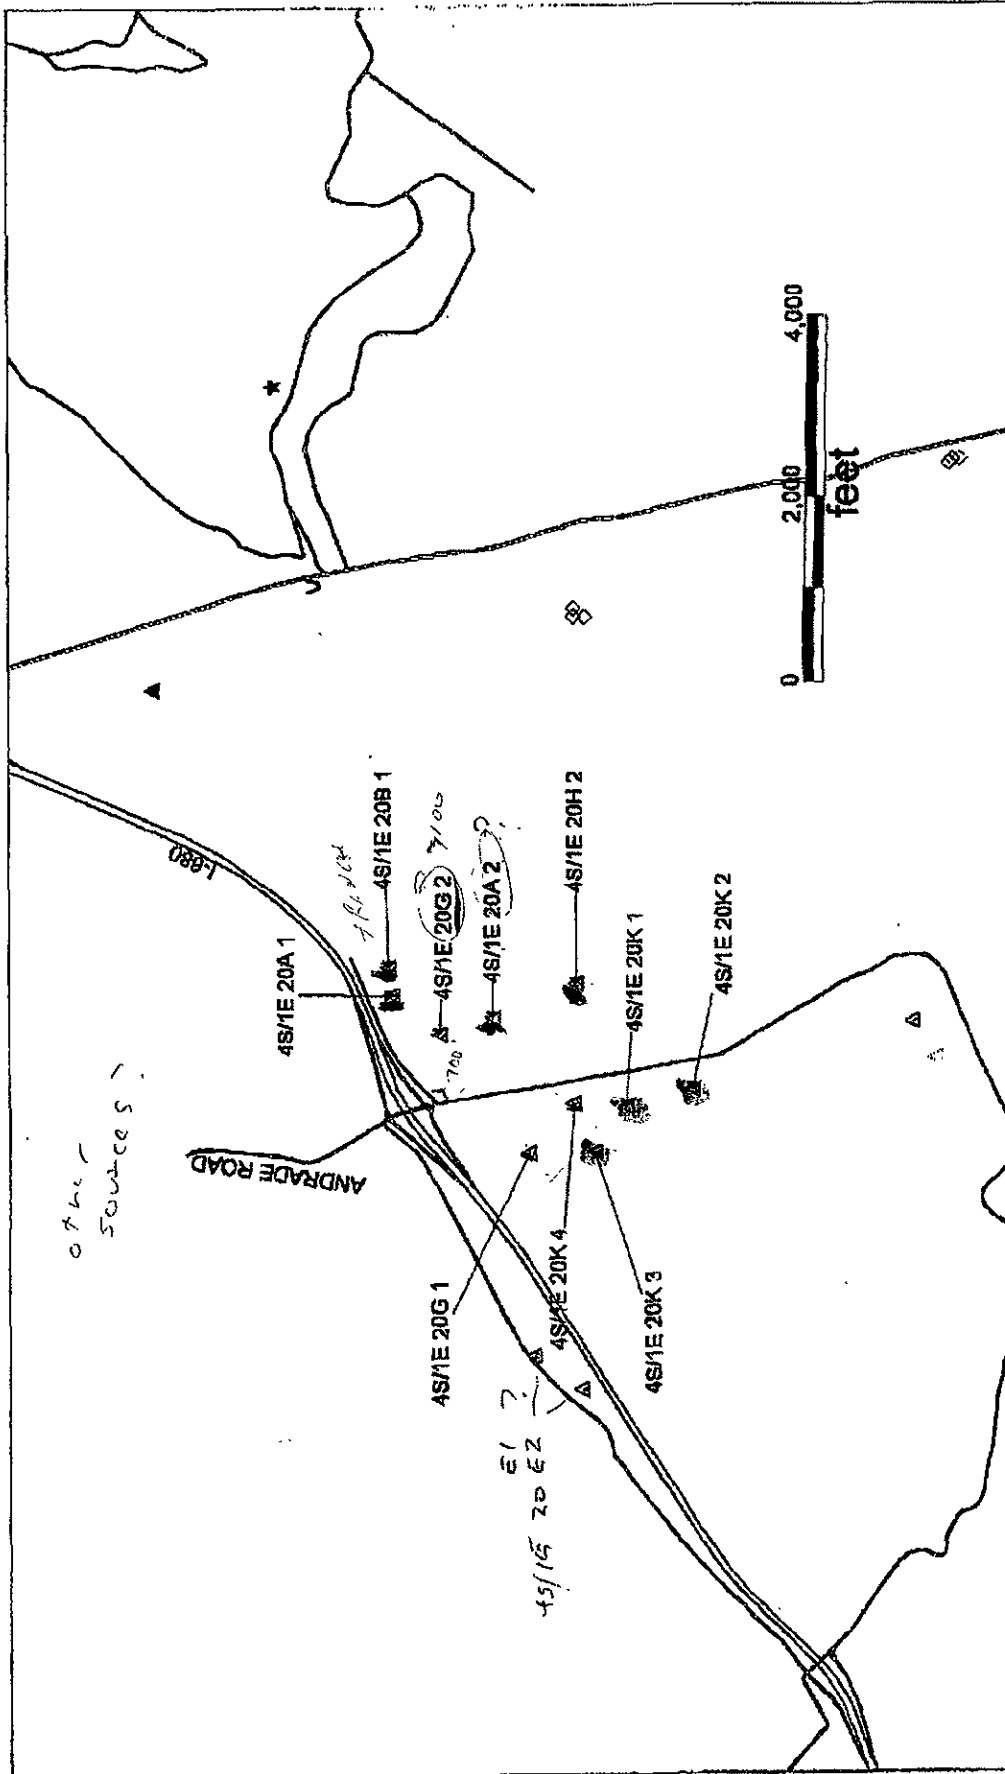 other
sources ?
ANDRADE ROAD
I-680
4S/1E 20A 1
4S/1E 20B 1
4S/1E 20G 2
4S/1E 20A 2
?
4S/1E 20H 2
4S/1E 20K 1
4S/1E 20K 2
4S/1E 20G 1
4S/1E 20K 4
4S/1E 20K 3
E1 ?
4S/1E 20 E2
700'
0
2,000
4,000
feet